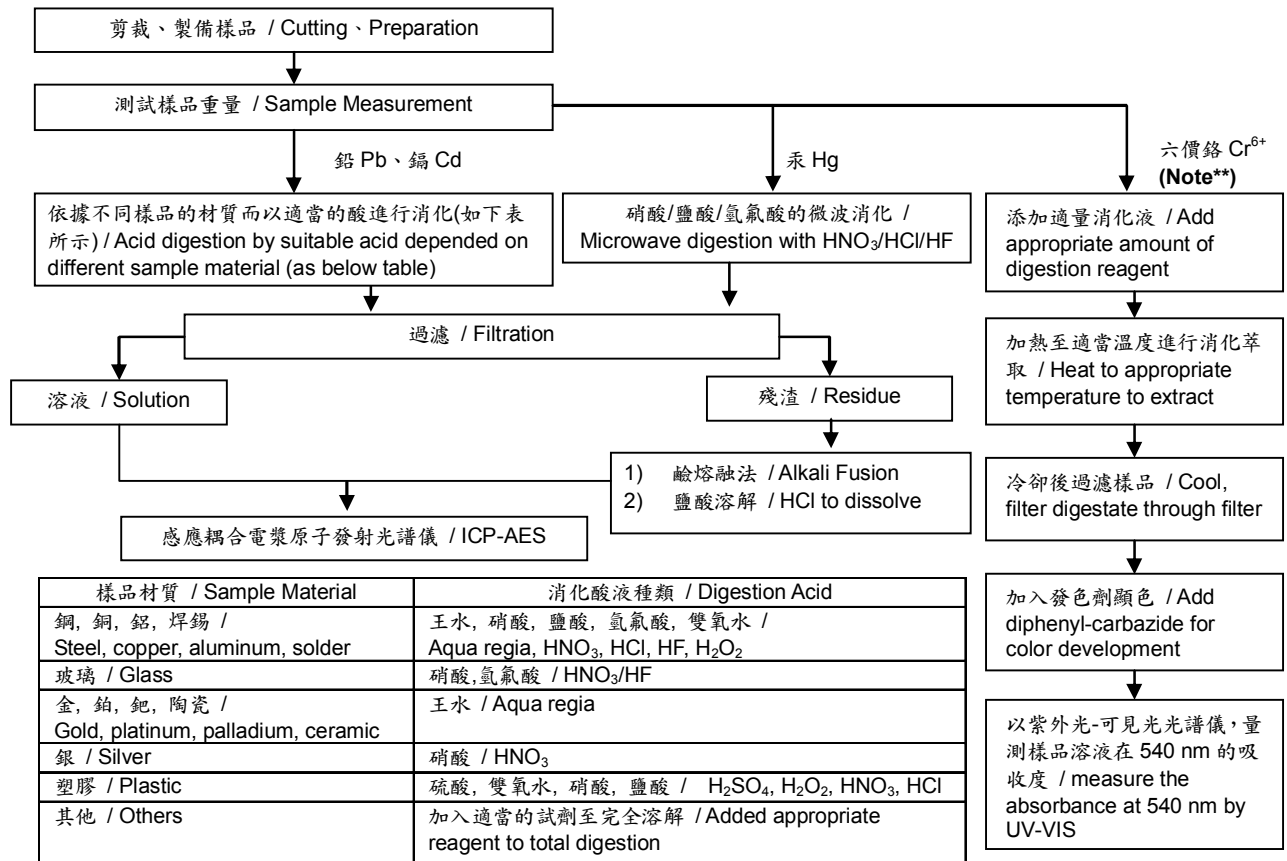 剪裁、製備樣品 / Cutting、Preparation
測試樣品重量 / Sample Measurement
鉛 Pb、鎘 Cd
汞 Hg
六價鉻 Cr⁶⁺
(Note**)
依據不同樣品的材質而以適當的酸進行消化(如下表
所示) / Acid digestion by suitable acid depended on
different sample material (as below table)
硝酸/鹽酸/氫氟酸的微波消化 /
Microwave digestion with HNO₃/HCl/HF
添加適量消化液 / Add
appropriate amount of
digestion reagent
過濾 / Filtration
加熱至適當溫度進行消化萃
取 / Heat to appropriate
temperature to extract
溶液 / Solution
殘渣 / Residue
1) 鹼熔融法 / Alkali Fusion
2) 鹽酸溶解 / HCl to dissolve
冷卻後過濾樣品 / Cool,
filter digestate through filter
感應耦合電漿原子發射光譜儀 / ICP-AES
加入發色劑顯色 / Add
diphenyl-carbazide for
color development
以紫外光-可見光光譜儀，量
測樣品溶液在 540 nm 的吸
收度 / measure the
absorbance at 540 nm by
UV-VIS
樣品材質 / Sample Material
消化酸液種類 / Digestion Acid
鋼, 銅, 鋁, 焊錫 /
Steel, copper, aluminum, solder
王水, 硝酸, 鹽酸, 氫氟酸, 雙氧水 /
Aqua regia, HNO₃, HCl, HF, H₂O₂
玻璃 / Glass
硝酸,氫氟酸 / HNO₃/HF
金, 鉑, 鈀, 陶瓷 /
Gold, platinum, palladium, ceramic
王水 / Aqua regia
銀 / Silver
硝酸 / HNO₃
塑膠 / Plastic
硫酸, 雙氧水, 硝酸, 鹽酸 / H₂SO₄, H₂O₂, HNO₃, HCl
其他 / Others
加入適當的試劑至完全溶解 / Added appropriate
reagent to total digestion